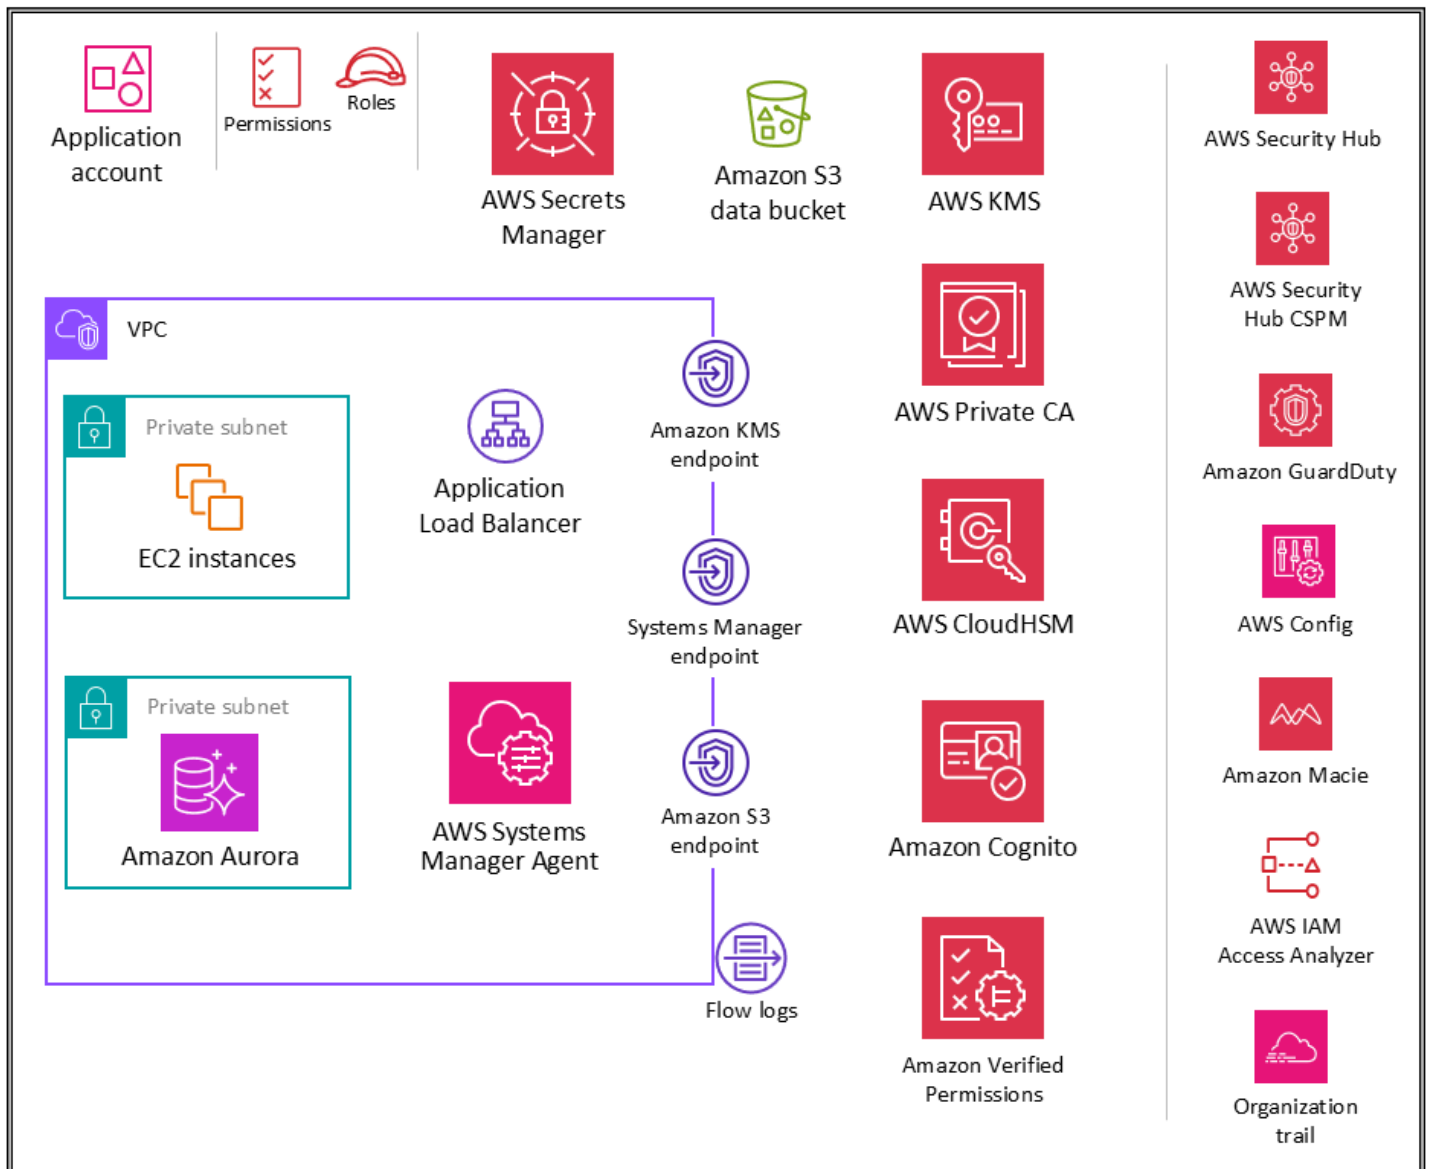 Application
account
Permissions
Roles
AWS Secrets
Manager
Amazon S3
data bucket
AWS KMS
VPC
Private subnet
EC2 instances
Application
Load Balancer
Private subnet
Amazon Aurora
AWS Systems
Manager Agent
Amazon KMS
endpoint
Systems Manager
endpoint
Amazon S3
endpoint
Flow logs
AWS Private CA
AWS CloudHSM
Amazon Cognito
Amazon Verified
Permissions
AWS Security Hub
AWS Security
Hub CSPM
Amazon GuardDuty
AWS Config
Amazon Macie
AWS IAM
Access Analyzer
Organization
trail